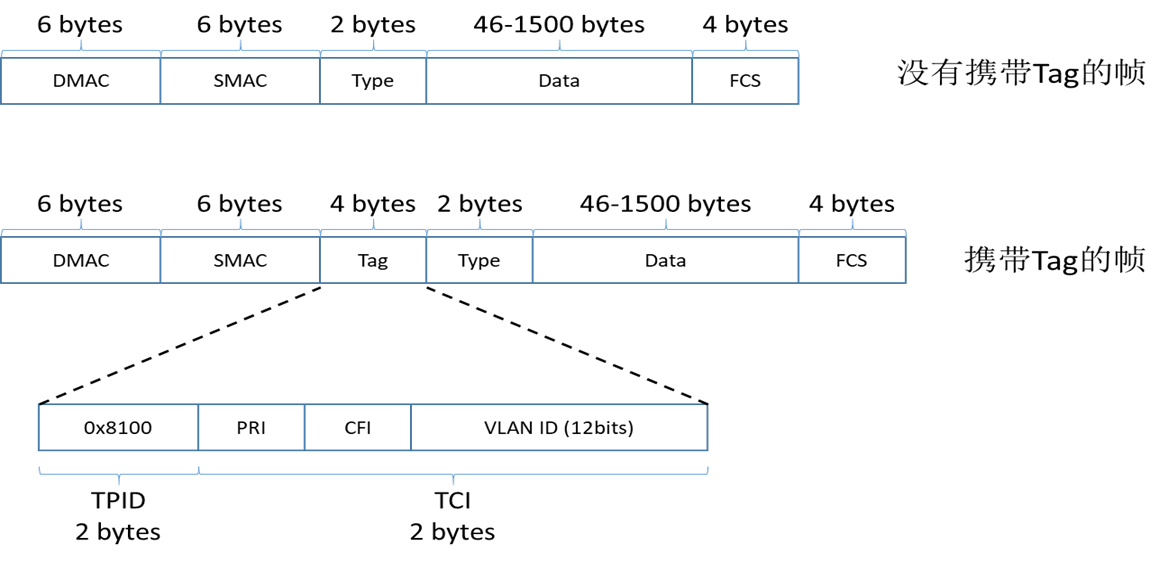 6 bytes 6 bytes 2 bytes 46-1500 bytes 4 bytes
DMAC SMAC Type Data FCS 没有携带Tag的帧
6 bytes 6 bytes 4 bytes 2 bytes 46-1500 bytes 4 bytes
DMAC SMAC Tag Type Data FCS 携带Tag的帧
0x8100 PRI CFI VLAN ID (12bits)
TPID TCI
2 bytes 2 bytes